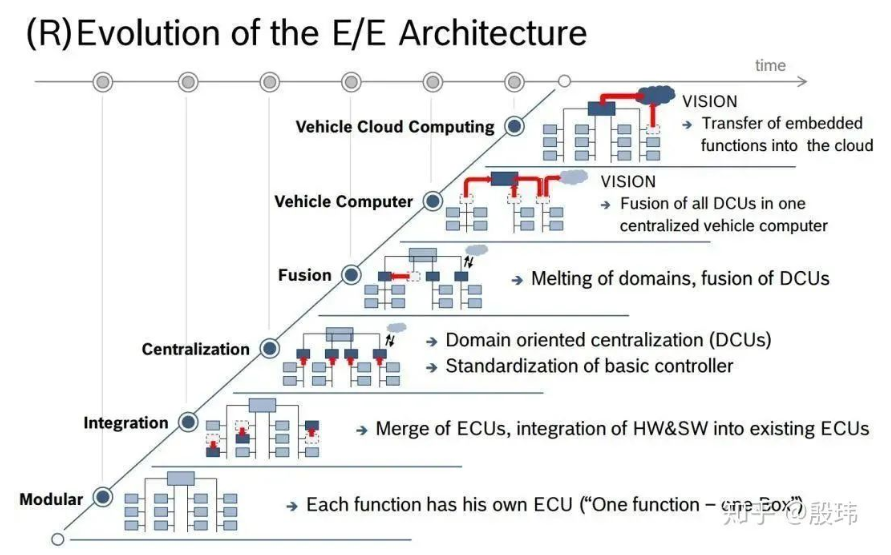 (R)Evolution of the E/E Architecture
time
Vehicle Cloud Computing
VISION
→ Transfer of embedded
functions into the cloud
Vehicle Computer
VISION
→ Fusion of all DCUs in one
centralized vehicle computer
Fusion
→ Melting of domains, fusion of DCUs
Centralization
→ Domain oriented centralization (DCUs)
→ Standardization of basic controller
Integration
→ Merge of ECUs, integration of HW&SW into existing ECUs
Modular
→ Each function has his own ECU (“One function – one Box”)
知乎 @殷玮